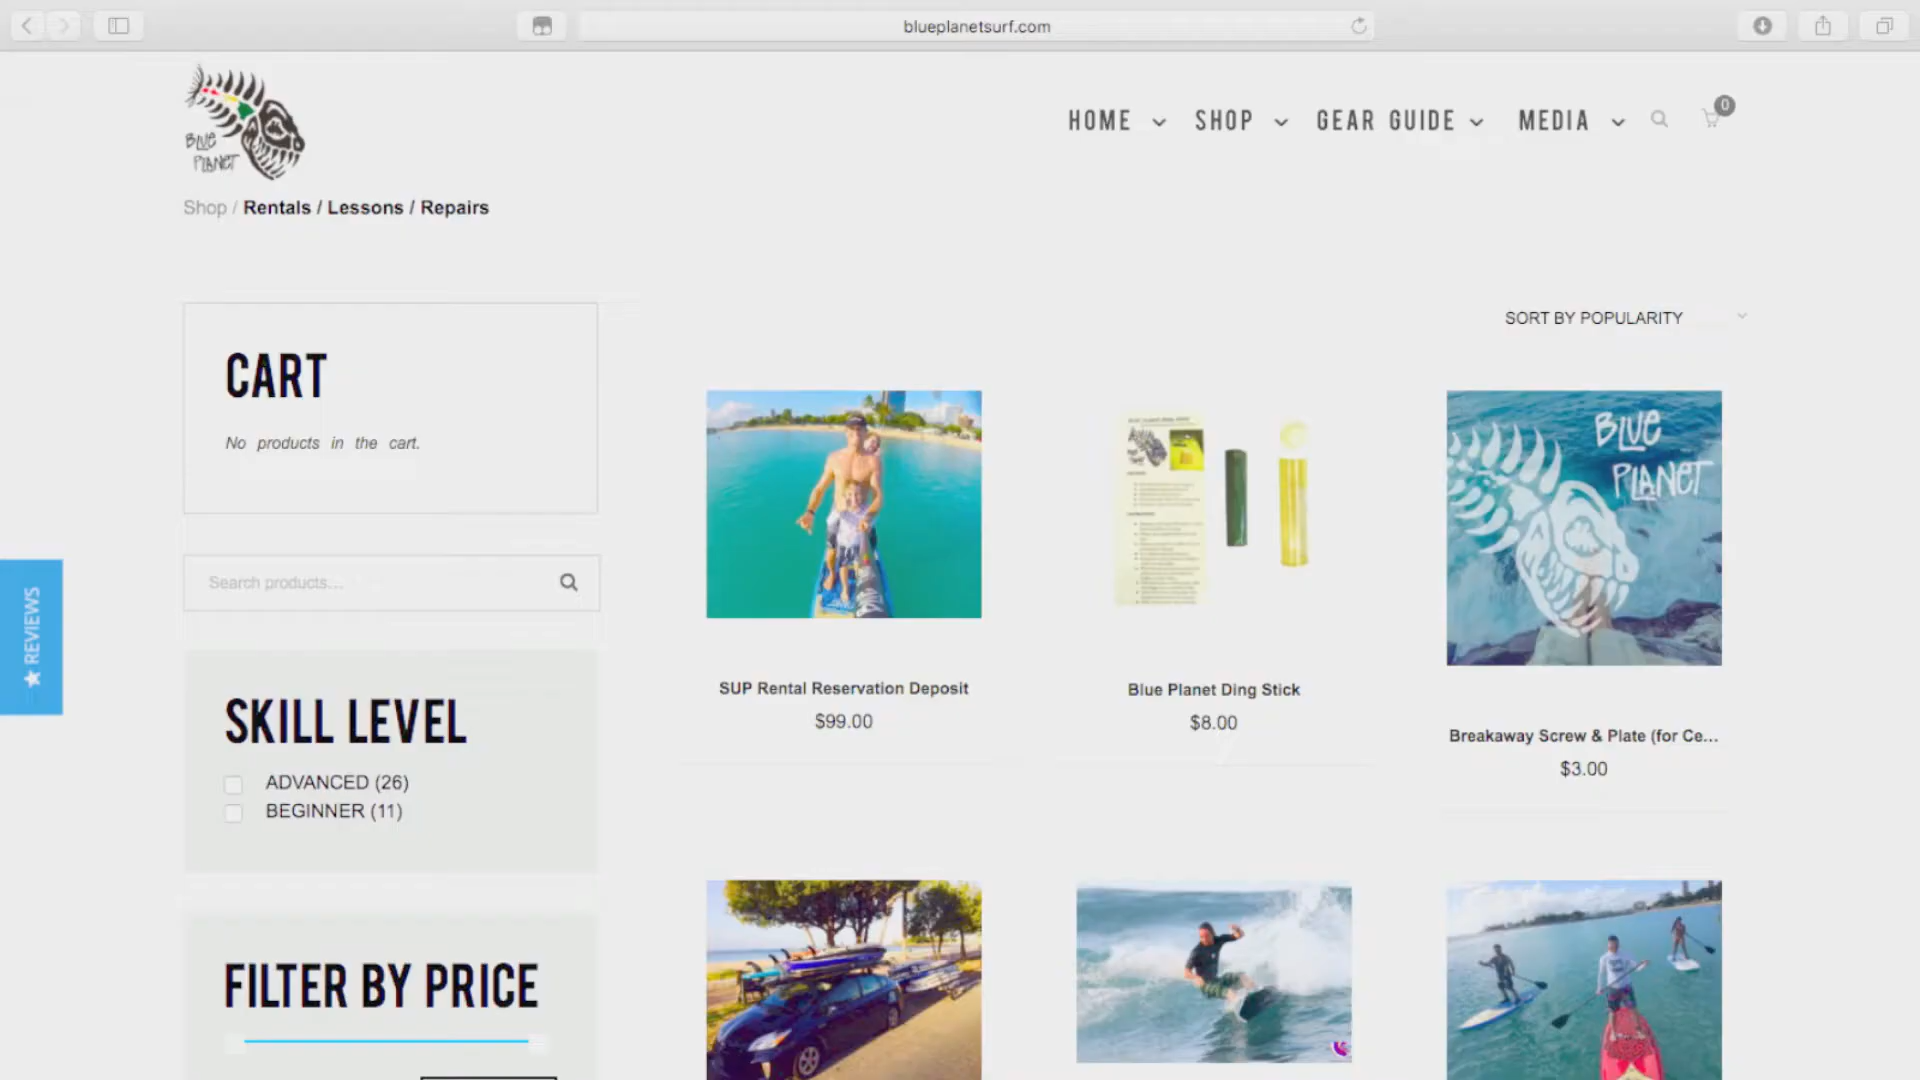 blueplanetsurf.com
BLUE
PLANET
HOME
SHOP
GEAR GUIDE
MEDIA
0
Shop / Rentals / Lessons / Repairs
CART
No products in the cart.
SORT BY POPULARITY
Search products...
REVIEWS
BLUE
PLANET
SUP Rental Reservation Deposit
$99.00
Blue Planet Ding Stick
$8.00
Breakaway Screw & Plate (for Ce...
$3.00
SKILL LEVEL
ADVANCED (26)
BEGINNER (11)
FILTER BY PRICE